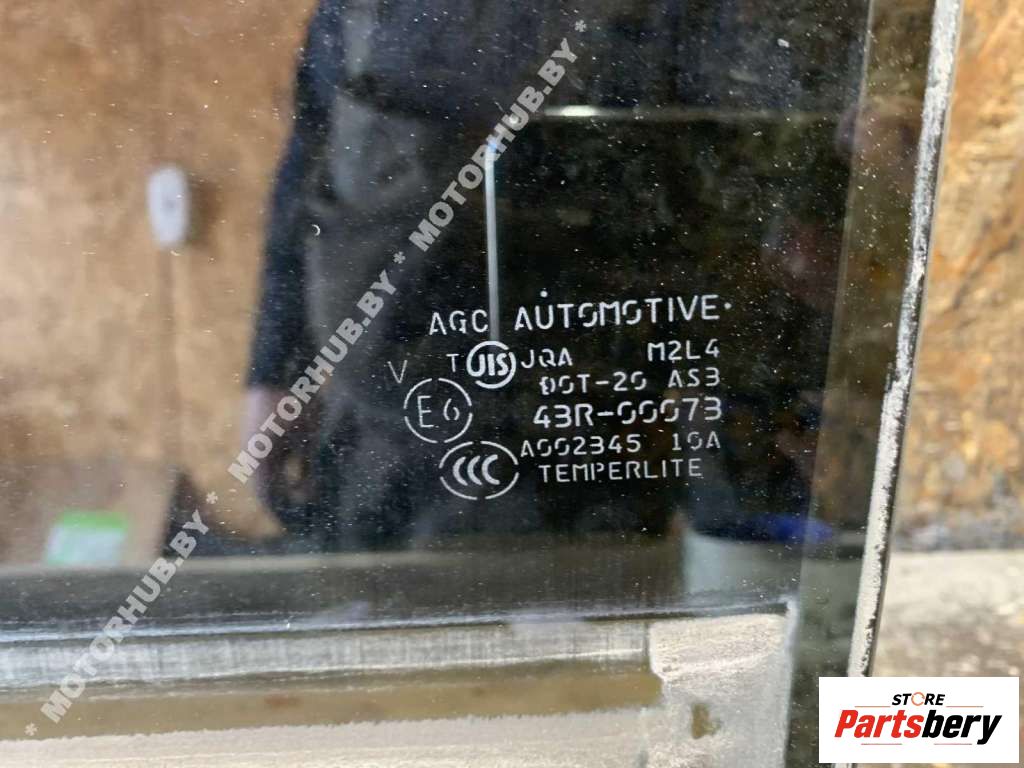 AGC AUTOMOTIVE
V T JIS JQA M2L4
DOT-20 AS3
E6 43R-00073
A002345 10A
CCC TEMPERLITE
* MOTORHUB.BY * MOTORHUB.BY * MOTORHUB.BY *
STORE
Partsbery